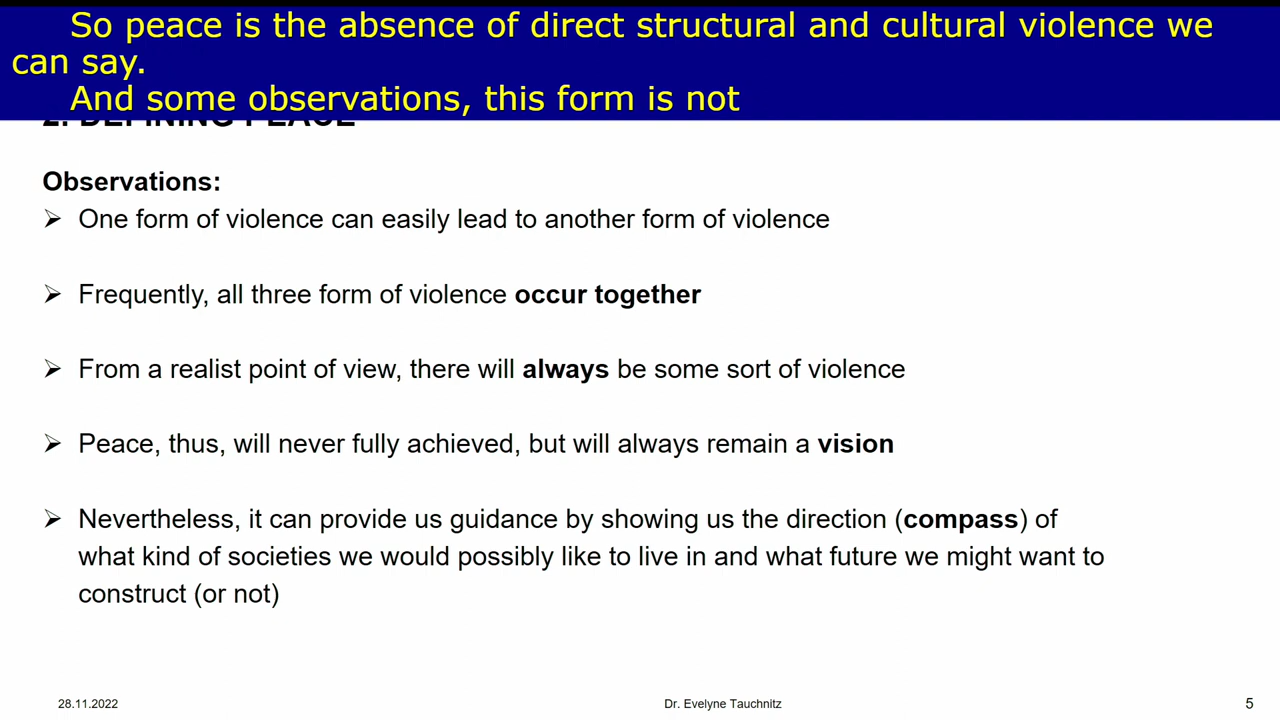 So peace is the absence of direct structural and cultural violence we
can say.
And some observations, this form is not
2. DEFINING PEACE
Observations:
➢ One form of violence can easily lead to another form of violence
➢ Frequently, all three form of violence occur together
➢ From a realist point of view, there will always be some sort of violence
➢ Peace, thus, will never fully achieved, but will always remain a vision
➢ Nevertheless, it can provide us guidance by showing us the direction (compass) of
what kind of societies we would possibly like to live in and what future we might want to
construct (or not)
28.11.2022
Dr. Evelyne Tauchnitz
5